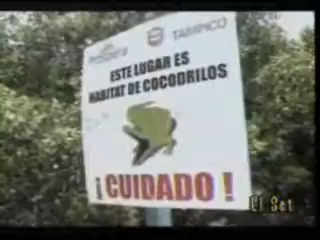 TAMPICO
ESTE LUGAR ES
HABITAT DE COCODRILOS
¡CUIDADO!
El Set